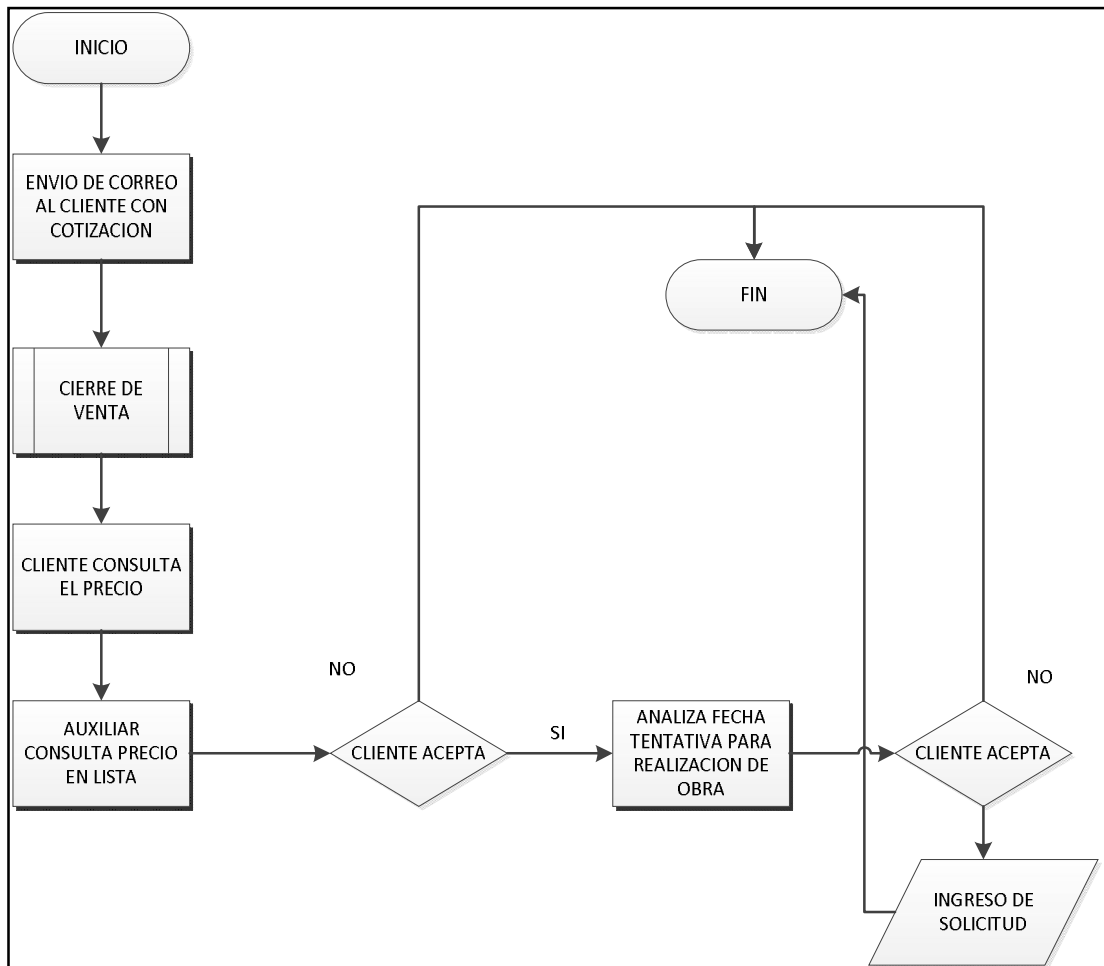 INICIO
ENVIO DE CORREO
AL CLIENTE CON
COTIZACION
CIERRE DE
VENTA
CLIENTE CONSULTA
EL PRECIO
AUXILIAR
CONSULTA PRECIO
EN LISTA
NO
CLIENTE ACEPTA
SI
ANALIZA FECHA
TENTATIVA PARA
REALIZACION DE
OBRA
NO
CLIENTE ACEPTA
INGRESO DE
SOLICITUD
FIN